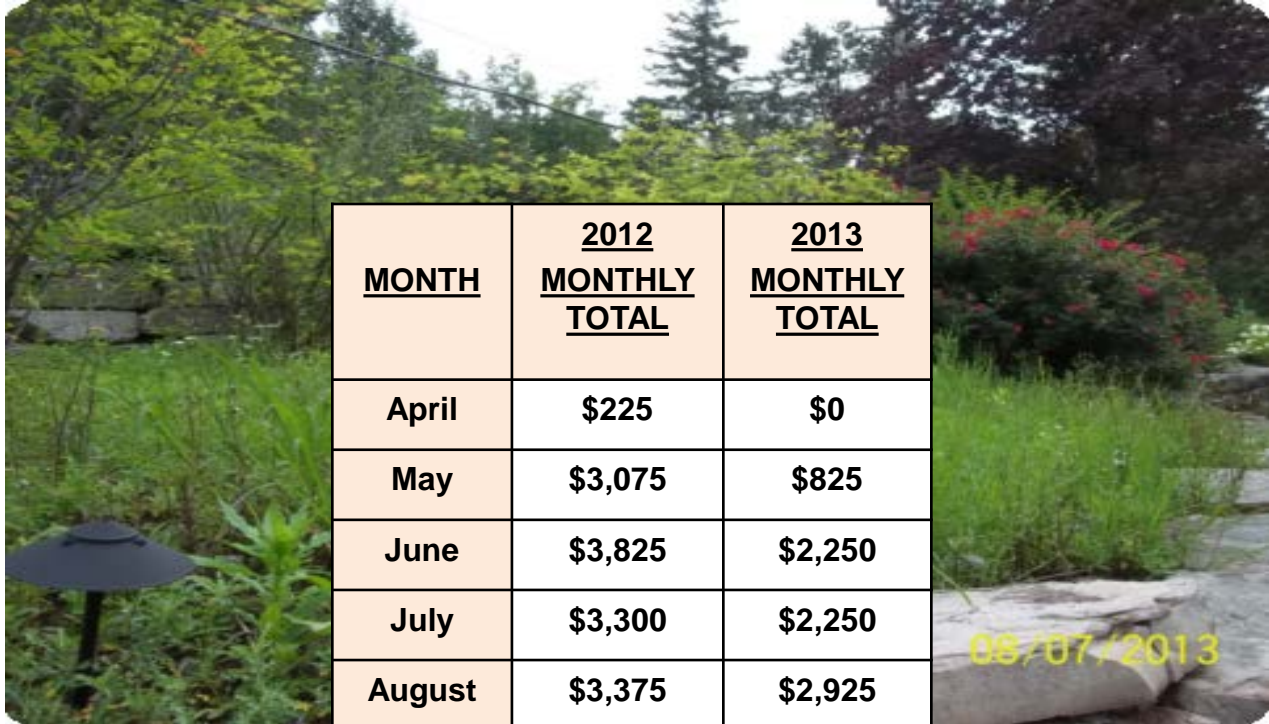 MONTH 2012 MONTHLY TOTAL 2013 MONTHLY TOTAL
April $225 $0
May $3,075 $825
June $3,825 $2,250
July $3,300 $2,250
August $3,375 $2,925
08/07/2013